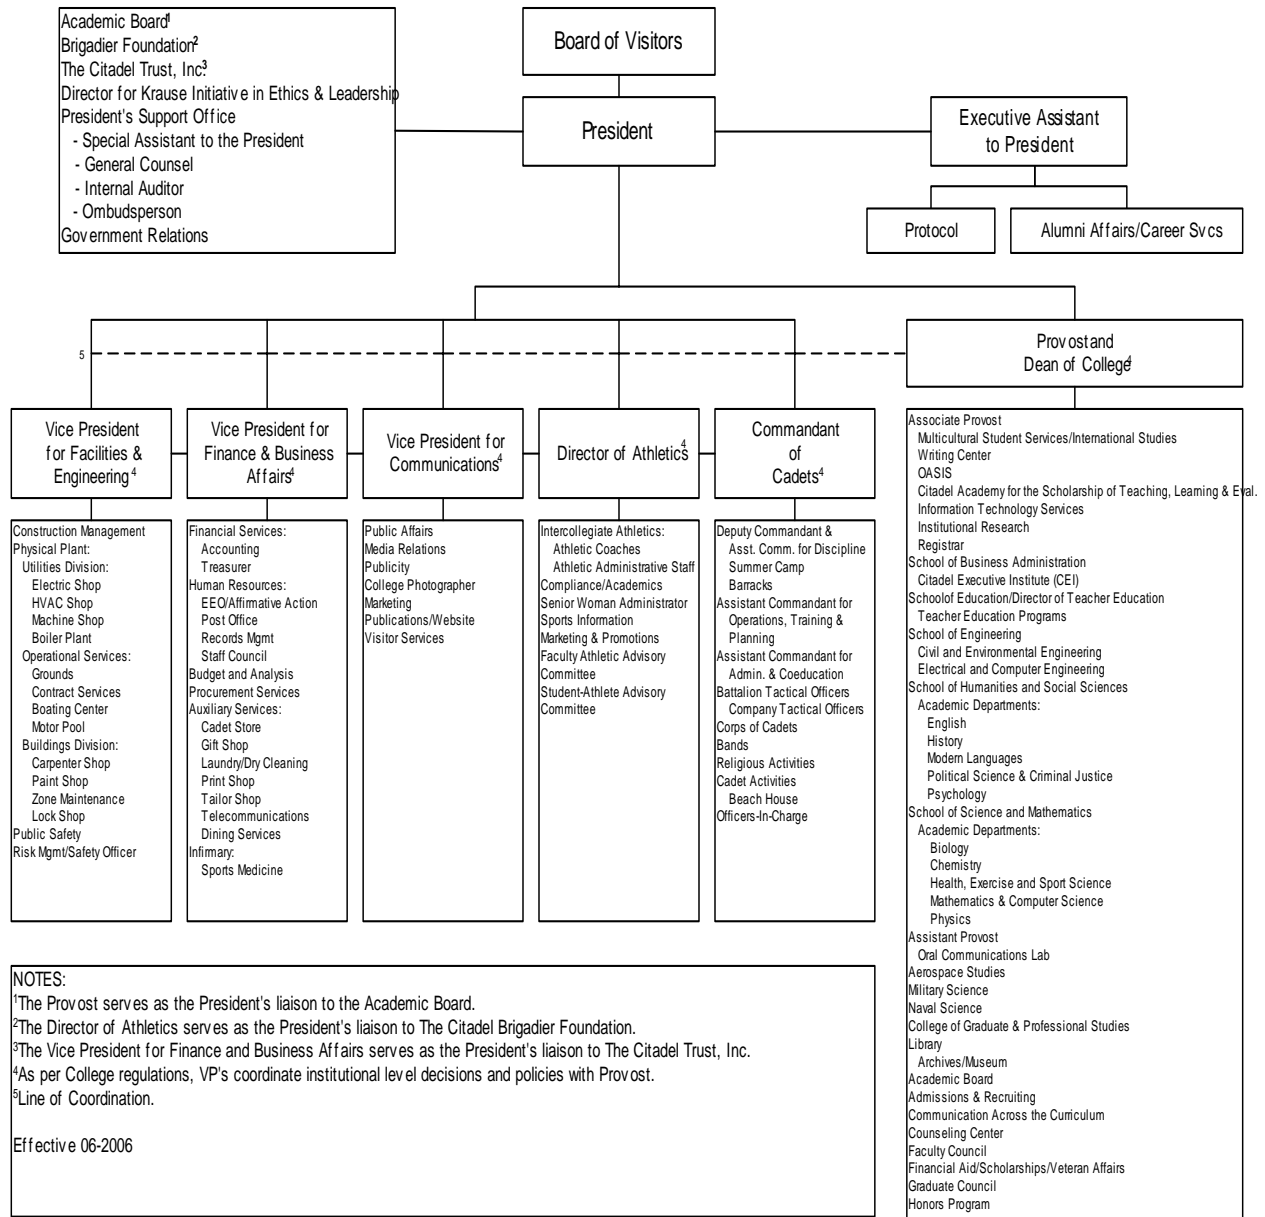 Academic Board1
Brigadier Foundation2
The Citadel Trust, Inc.3
Director for Krause Initiative in Ethics & Leadership
President's Support Office
- Special Assistant to the President
- General Counsel
- Internal Auditor
- Ombudsperson
Government Relations
Board of Visitors
President
Executive Assistant
to President
Protocol
Alumni Affairs/Career Svcs
5
Provost and
Dean of College4
Vice President
for Facilities &
Engineering 4
Vice President for
Finance & Business
Affairs4
Vice President for
Communications4
Director of Athletics4
Commandant
of
Cadets4
Construction Management
Physical Plant:
Utilities Division:
Electric Shop
HVAC Shop
Machine Shop
Boiler Plant
Operational Services:
Grounds
Contract Services
Boating Center
Motor Pool
Buildings Division:
Carpenter Shop
Paint Shop
Zone Maintenance
Lock Shop
Public Safety
Risk Mgmt/Safety Officer
Financial Services:
Accounting
Treasurer
Human Resources:
EEO/Affirmative Action
Post Office
Records Mgmt
Staff Council
Budget and Analysis
Procurement Services
Auxiliary Services:
Cadet Store
Gift Shop
Laundry/Dry Cleaning
Print Shop
Tailor Shop
Telecommunications
Dining Services
Infirmary:
Sports Medicine
Public Affairs
Media Relations
Publicity
College Photographer
Marketing
Publications/Website
Visitor Services
Intercollegiate Athletics:
Athletic Coaches
Athletic Administrative Staff
Compliance/Academics
Senior Woman Administrator
Sports Information
Marketing & Promotions
Faculty Athletic Advisory
Committee
Student-Athlete Advisory
Committee
Deputy Commandant &
Asst. Comm. for Discipline
Summer Camp
Barracks
Assistant Commandant for
Operations, Training &
Planning
Assistant Commandant for
Admin. & Coeducation
Battalion Tactical Officers
Company Tactical Officers
Corps of Cadets
Bands
Religious Activities
Cadet Activities
Beach House
Officers-In-Charge
Associate Provost
Multicultural Student Services/International Studies
Writing Center
OASIS
Citadel Academy for the Scholarship of Teaching, Learning & Eval.
Information Technology Services
Institutional Research
Registrar
School of Business Administration
Citadel Executive Institute (CEI)
Schoolof Education/Director of Teacher Education
Teacher Education Programs
School of Engineering
Civil and Environmental Engineering
Electrical and Computer Engineering
School of Humanities and Social Sciences
Academic Departments:
English
History
Modern Languages
Political Science & Criminal Justice
Psychology
School of Science and Mathematics
Academic Departments:
Biology
Chemistry
Health, Exercise and Sport Science
Mathematics & Computer Science
Physics
Assistant Provost
Oral Communications Lab
Aerospace Studies
Military Science
Naval Science
College of Graduate & Professional Studies
Library
Archives/Museum
Academic Board
Admissions & Recruiting
Communication Across the Curriculum
Counseling Center
Faculty Council
Financial Aid/Scholarships/Veteran Affairs
Graduate Council
Honors Program
NOTES:
1The Provost serves as the President's liaison to the Academic Board.
2The Director of Athletics serves as the President's liaison to The Citadel Brigadier Foundation.
3The Vice President for Finance and Business Affairs serves as the President's liaison to The Citadel Trust, Inc.
4As per College regulations, VP's coordinate institutional level decisions and policies with Provost.
5Line of Coordination.
Effective 06-2006